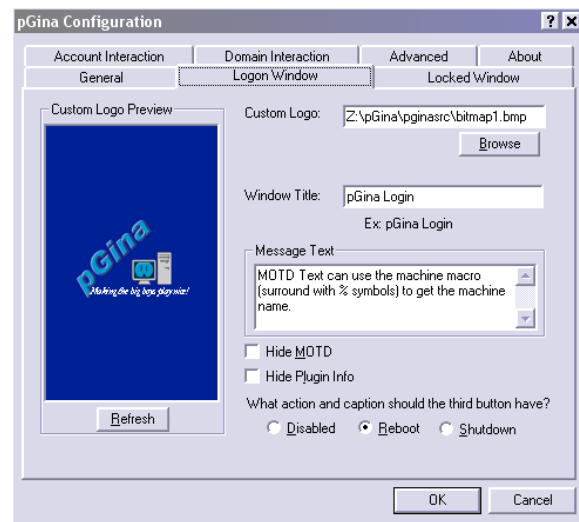 pGina Configuration
Account Interaction
Domain Interaction
Advanced
About
General
Logon Window
Locked Window
Custom Logo Preview
pGina
Making the big boys play nice!
Refresh
Custom Logo:
Z:\pGina\pginasrc\bitmap1.bmp
Browse
Window Title:
pGina Login
Ex: pGina Login
Message Text
MOTD Text can use the machine macro
(surround with % symbols) to get the machine
name.
Hide MOTD
Hide Plugin Info
What action and caption should the third button have?
Disabled
Reboot
Shutdown
OK
Cancel